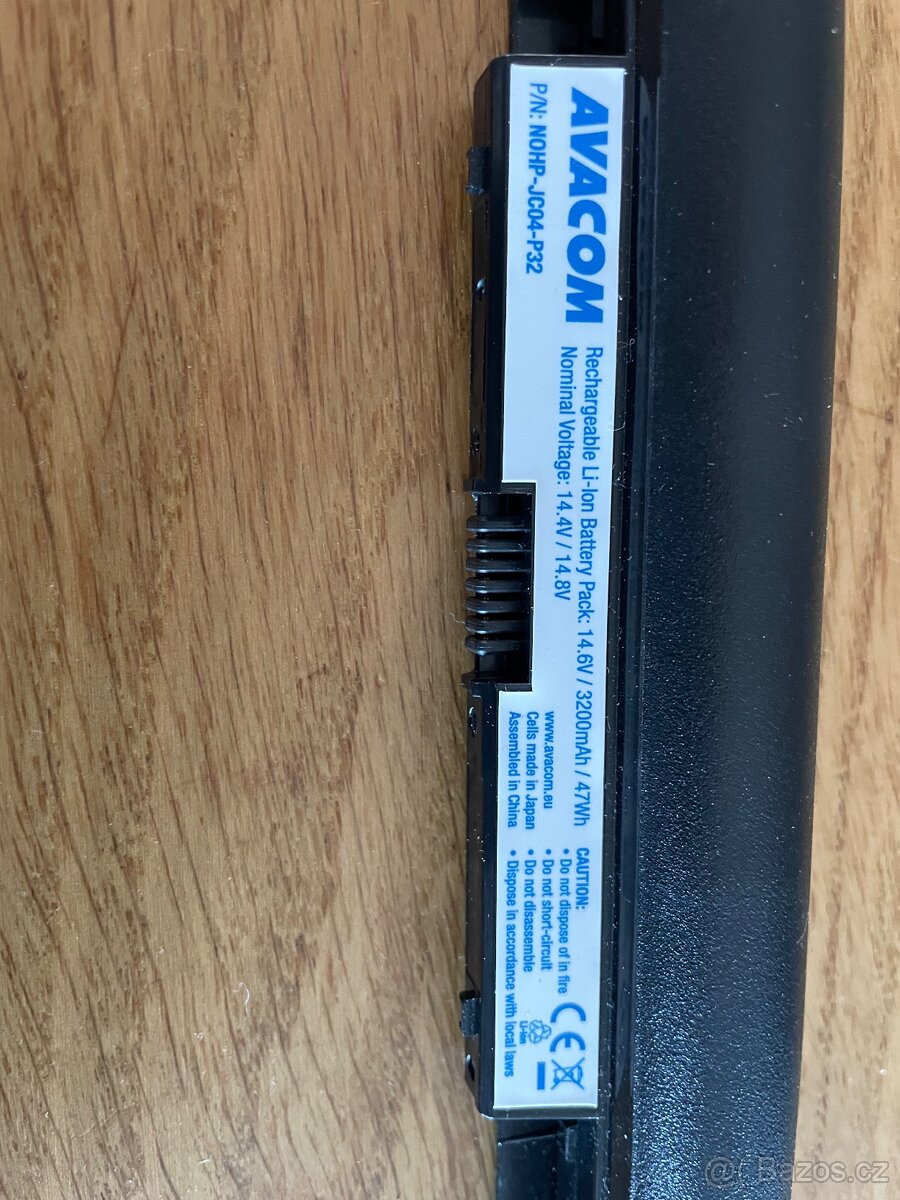 AVACOM
P/N: NOHP-JC04-P32
Rechargeable Li-Ion Battery Pack: 14.6V / 3200mAh / 47Wh
Nominal Voltage: 14.4V / 14.8V
www.avacom.eu
Cells made in Japan
Assembled in China
CAUTION:
• Do not dispose of in fire
• Do not short-circuit
• Do not disassemble
• Dispose in accordance with local laws
CE
Li-ion
Bazos.cz